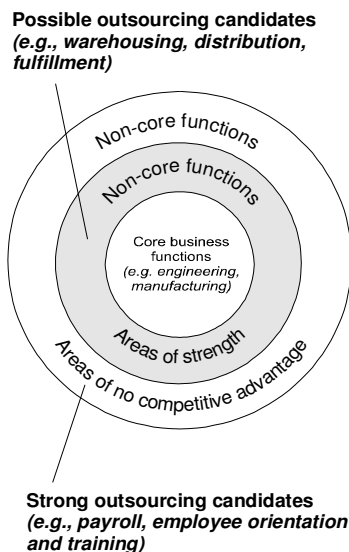 Possible outsourcing candidates
(e.g., warehousing, distribution,
fulfillment)
Non-core functions
Non-core functions
Core business
functions
(e.g. engineering,
manufacturing)
Areas of strength
Areas of no competitive advantage
Strong outsourcing candidates
(e.g., payroll, employee orientation
and training)